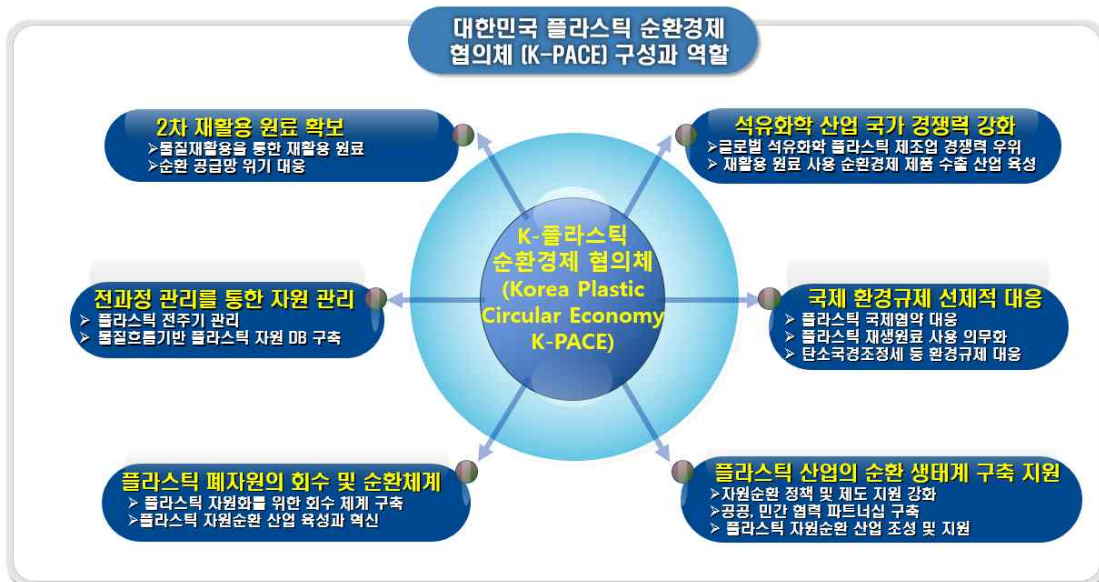 대한민국 플라스틱 순환경제
협의체 (K-PACE) 구성과 역할
2차 재활용 원료 확보
➢물질재활용을 통한 재활용 원료
➢순환 공급망 위기 대응
석유화학 산업 국가 경쟁력 강화
➢글로벌 석유화학 플라스틱 제조업 경쟁력 우위
➢ 재활용 원료 사용 순환경제 제품 수출 산업 육성
K-플라스틱
순환경제 협의체
(Korea Plastic
Circular Economy
K-PACE)
전과정 관리를 통한 자원 관리
➢ 플라스틱 전주기 관리
➢ 물질흐름기반 플라스틱 자원 DB 구축
국제 환경규제 선제적 대응
➢ 플라스틱 국제협약 대응
➢ 플라스틱 재생원료 사용 의무화
➢ 탄소국경조정세 등 환경규제 대응
플라스틱 폐자원의 회수 및 순환체계
➢ 플라스틱 자원화를 위한 회수 체계 구축
➢플라스틱 자원순환 산업 육성과 혁신
플라스틱 산업의 순환 생태계 구축 지원
➢자원순환 정책 및 제도 지원 강화
➢공공, 민간 협력 파트너십 구축
➢ 플라스틱 자원순환 산업 조성 및 지원